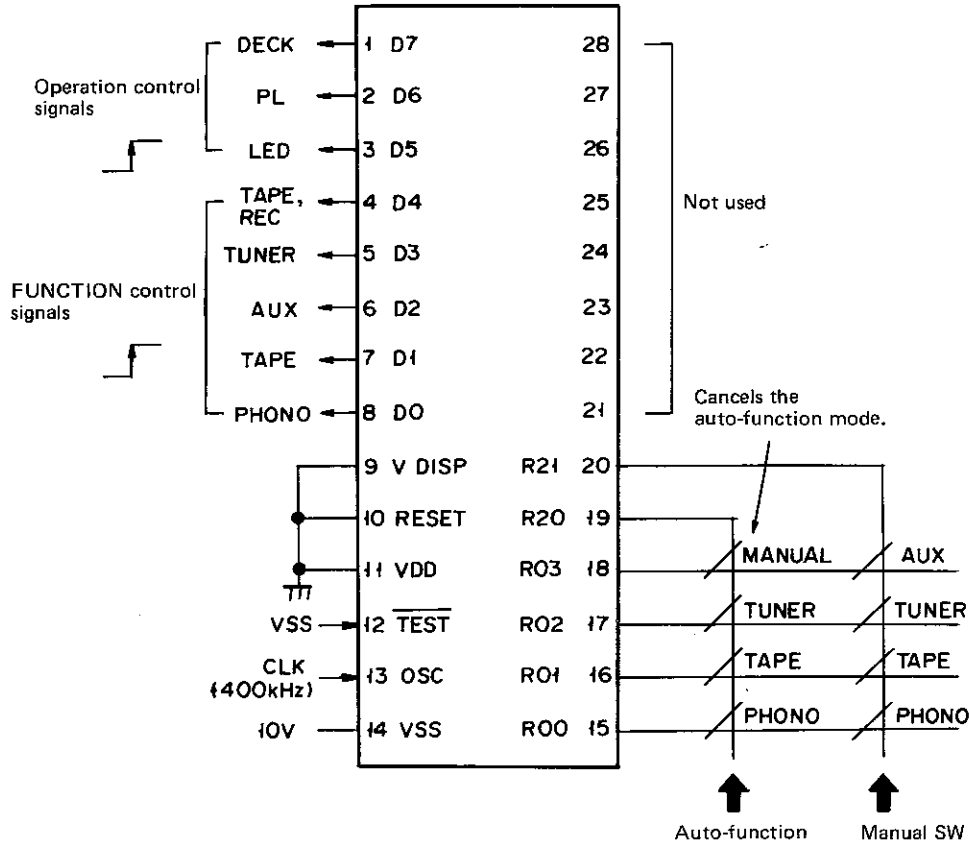 DECK 1 D7 28
Operation control
signals
PL 2 D6 27
LED 3 D5 26
TAPE,
REC 4 D4 25
Not used
TUNER 5 D3 24
FUNCTION control
signals
AUX 6 D2 23
TAPE 7 D1 22
Cancels the
auto-function mode.
PHONO 8 D0 21
9 V DISP R21 20
10 RESET R20 19
11 VDD R03 18 MANUAL AUX
VSS 12 TEST R02 17 TUNER TUNER
CLK
(400kHz) 13 OSC R01 16 TAPE TAPE
10V 14 VSS R00 15 PHONO PHONO
Auto-function Manual SW